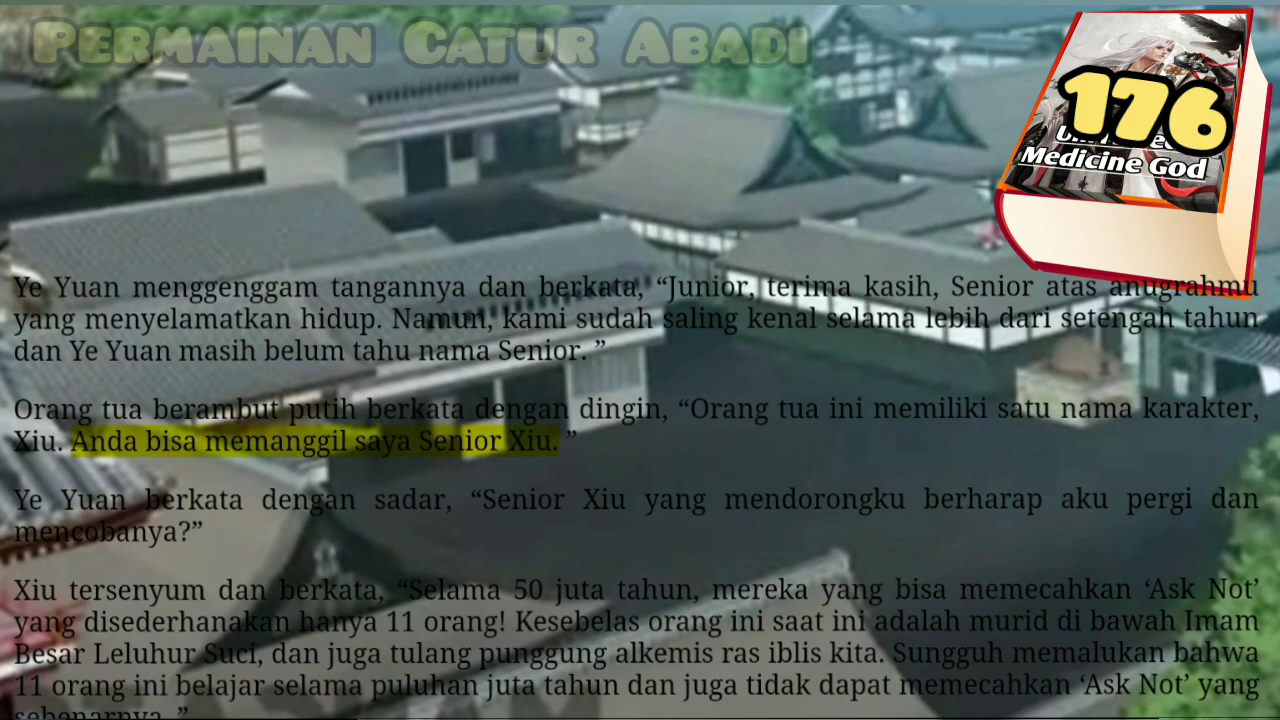 Permainan Catur Abadi
176
Medicine God
Ye Yuan menggenggam tangannya dan berkata, “Junior, terima kasih, Senior atas anugrahmu
yang menyelamatkan hidup. Namun, kami sudah saling kenal selama lebih dari setengah tahun
dan Ye Yuan masih belum tahu nama Senior. ”
Orang tua berambut putih berkata dengan dingin, “Orang tua ini memiliki satu nama karakter,
Xiu. Anda bisa memanggil saya Senior Xiu. ”
Ye Yuan berkata dengan sadar, “Senior Xiu yang mendorongku berharap aku pergi dan
mencobanya?”
Xiu tersenyum dan berkata, “Selama 50 juta tahun, mereka yang bisa memecahkan ‘Ask Not’
yang disederhanakan hanya 11 orang! Kesebelas orang ini saat ini adalah murid di bawah Imam
Besar Leluhur Suci, dan juga tulang punggung alkemis ras iblis kita. Sungguh memalukan bahwa
11 orang ini belajar selama puluhan juta tahun dan juga tidak dapat memecahkan ‘Ask Not’ yang
sebenarnya. ”